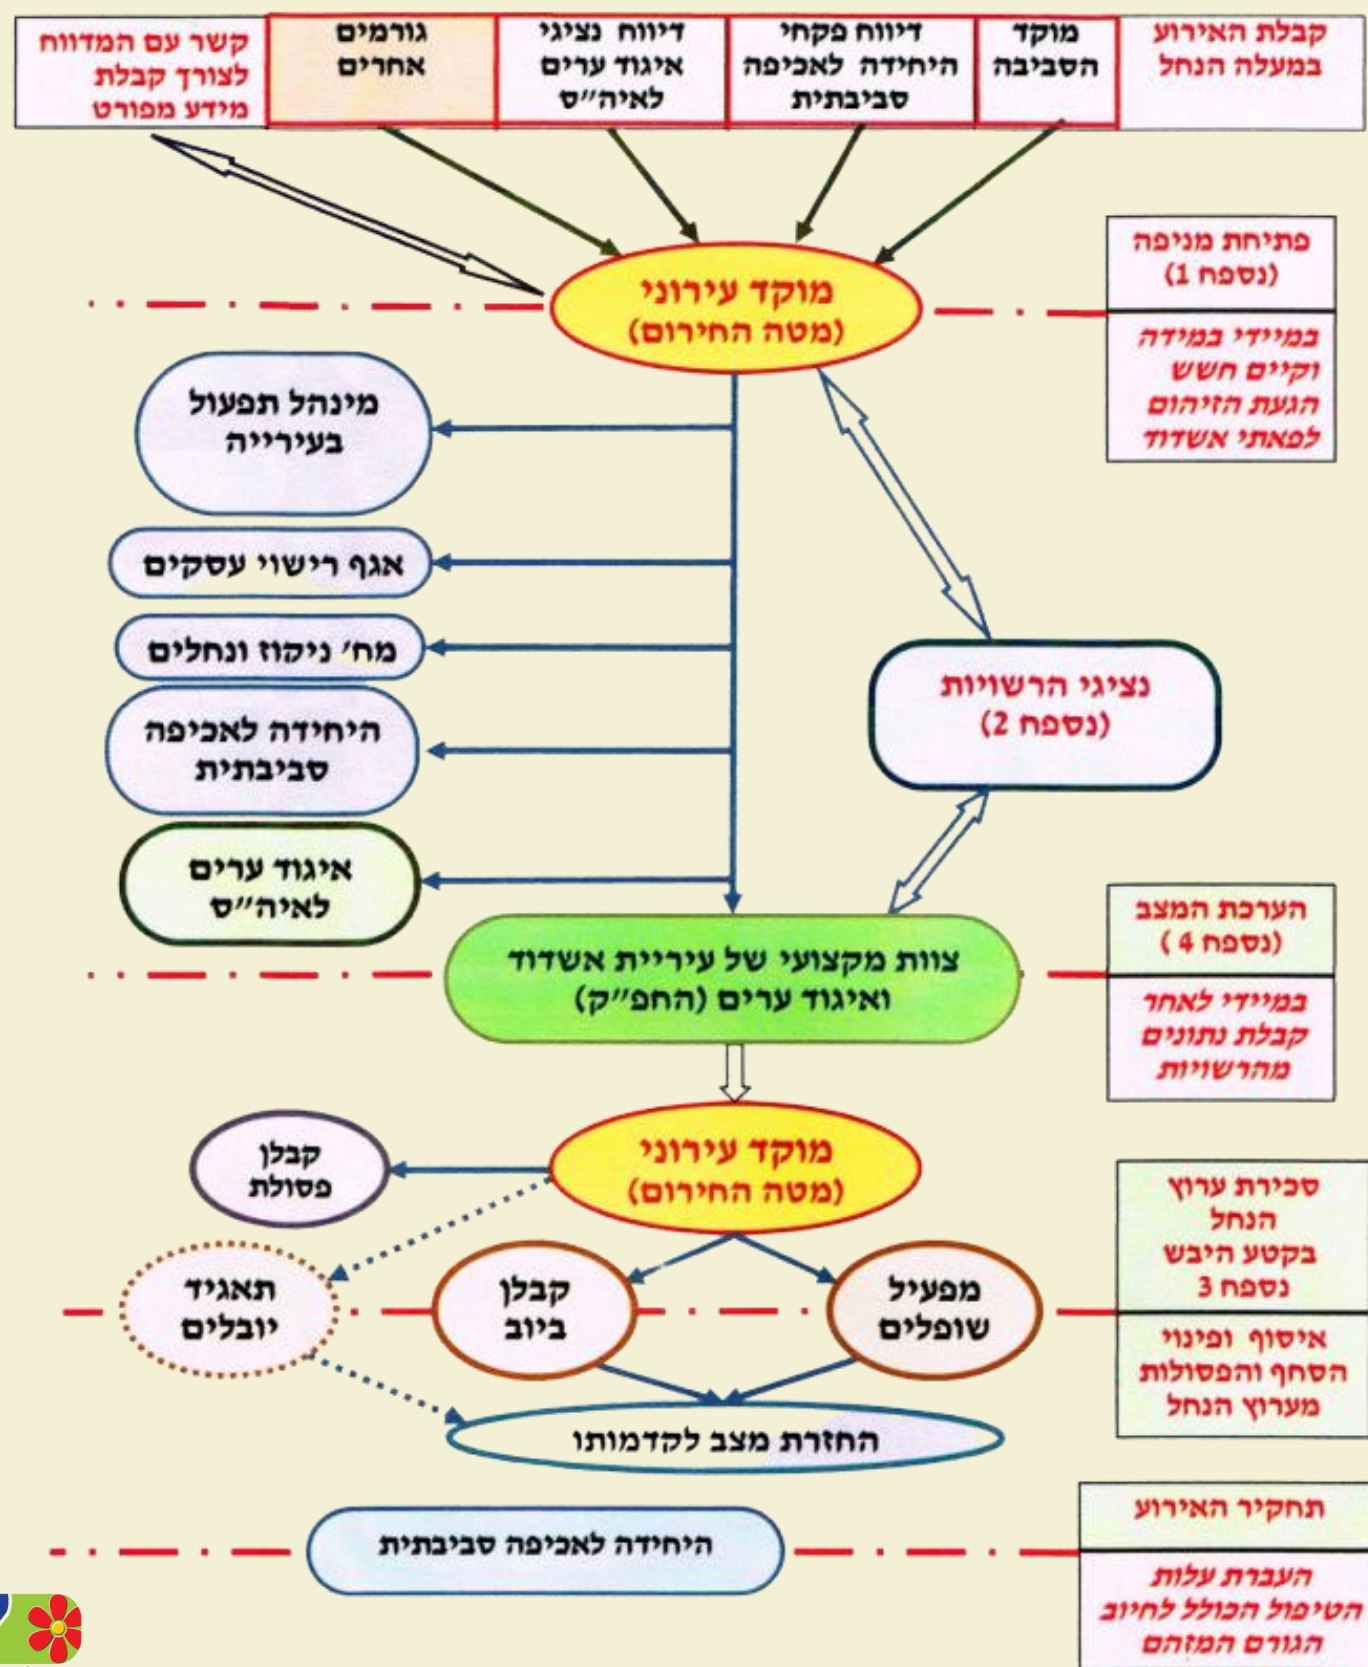 קבלת האירוע
במעלה הנחל
מוקד
הסביבה
דיווח פקחי
היחידה לאכיפה
סביבתית
דיווח נציגי
איגוד ערים
לאיה״ס
גורמים
אחרים
קשר עם המדווח
לצורך קבלת
מידע מפורט
מוקד עירוני
(מטה החירום)
פתיחת מניפה
(נספח 1)
במיידי במידה
וקיים חשש
הגעת הזיהום
לפאתי אשדוד
מינהל תפעול
בעירייה
אגף רישוי עסקים
מח׳ ניקוז ונחלים
היחידה לאכיפה
סביבתית
איגוד ערים
לאיה״ס
נציגי הרשויות
(נספח 2)
הערכת המצב
(נספח 4 )
במיידי לאחר
קבלת נתונים
מהרשויות
צוות מקצועי של עיריית אשדוד
ואיגוד ערים (החפ״ק)
מוקד עירוני
(מטה החירום)
קבלן
פסולת
סכירת ערוץ
הנחל
בקטע היבש
נספח 3
איסוף ופינוי
הסחף והפסולות
מערוץ הנחל
מפעיל
שופלים
קבלן
ביוב
תאגיד
יובלים
החזרת מצב לקדמותו
תחקיר האירוע
העברת עלות
הטיפול הכולל לחיוב
הגורם המזהם
היחידה לאכיפה סביבתית